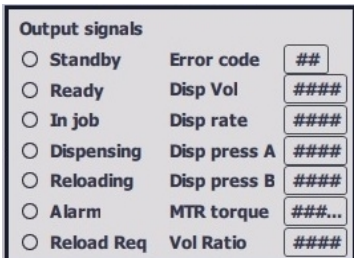 Output signals
Standby Error code ##
Ready Disp Vol ####
In job Disp rate ####
Dispensing Disp press A ####
Reloading Disp press B ####
Alarm MTR torque ###...
Reload Req Vol Ratio ####